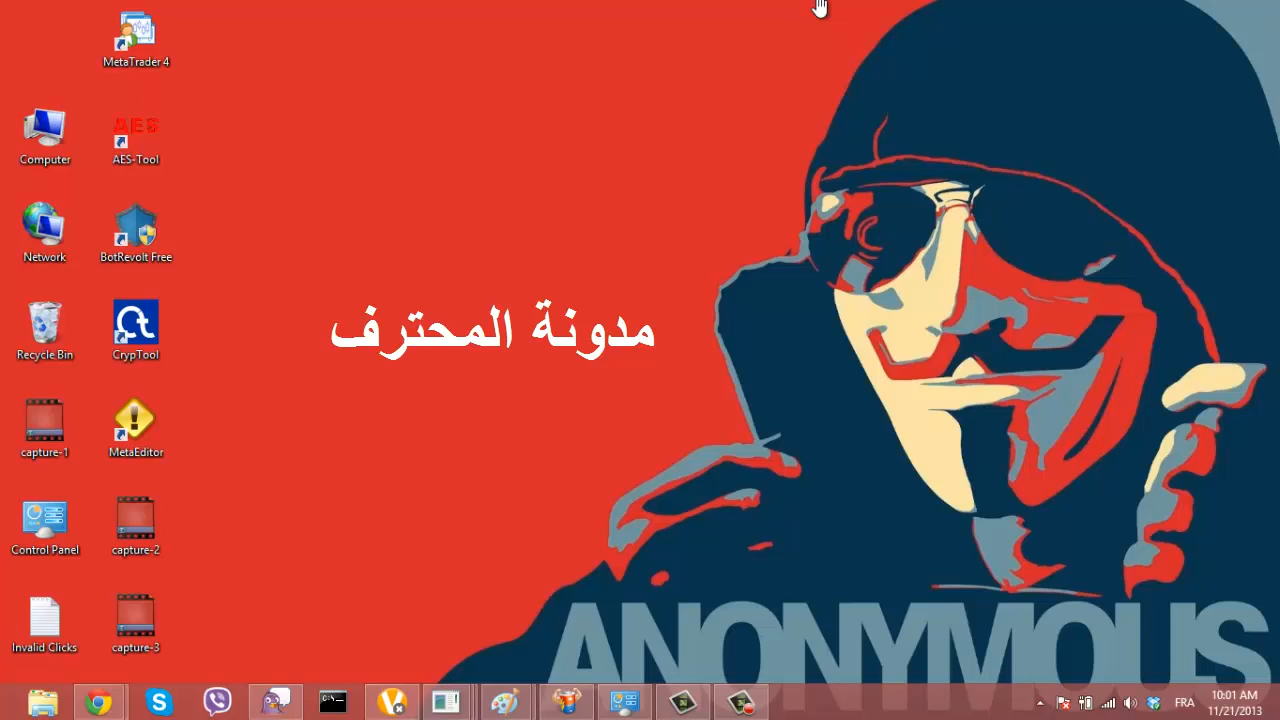 MetaTrader 4
Computer
AES
AES-Tool
Network
BotRevolt Free
Recycle Bin
CrypTool
capture-1
MetaEditor
Control Panel
capture-2
Invalid Clicks
capture-3
مدونة المحترف
ANONYMOUS
FRA
10:01 AM
11/21/2013